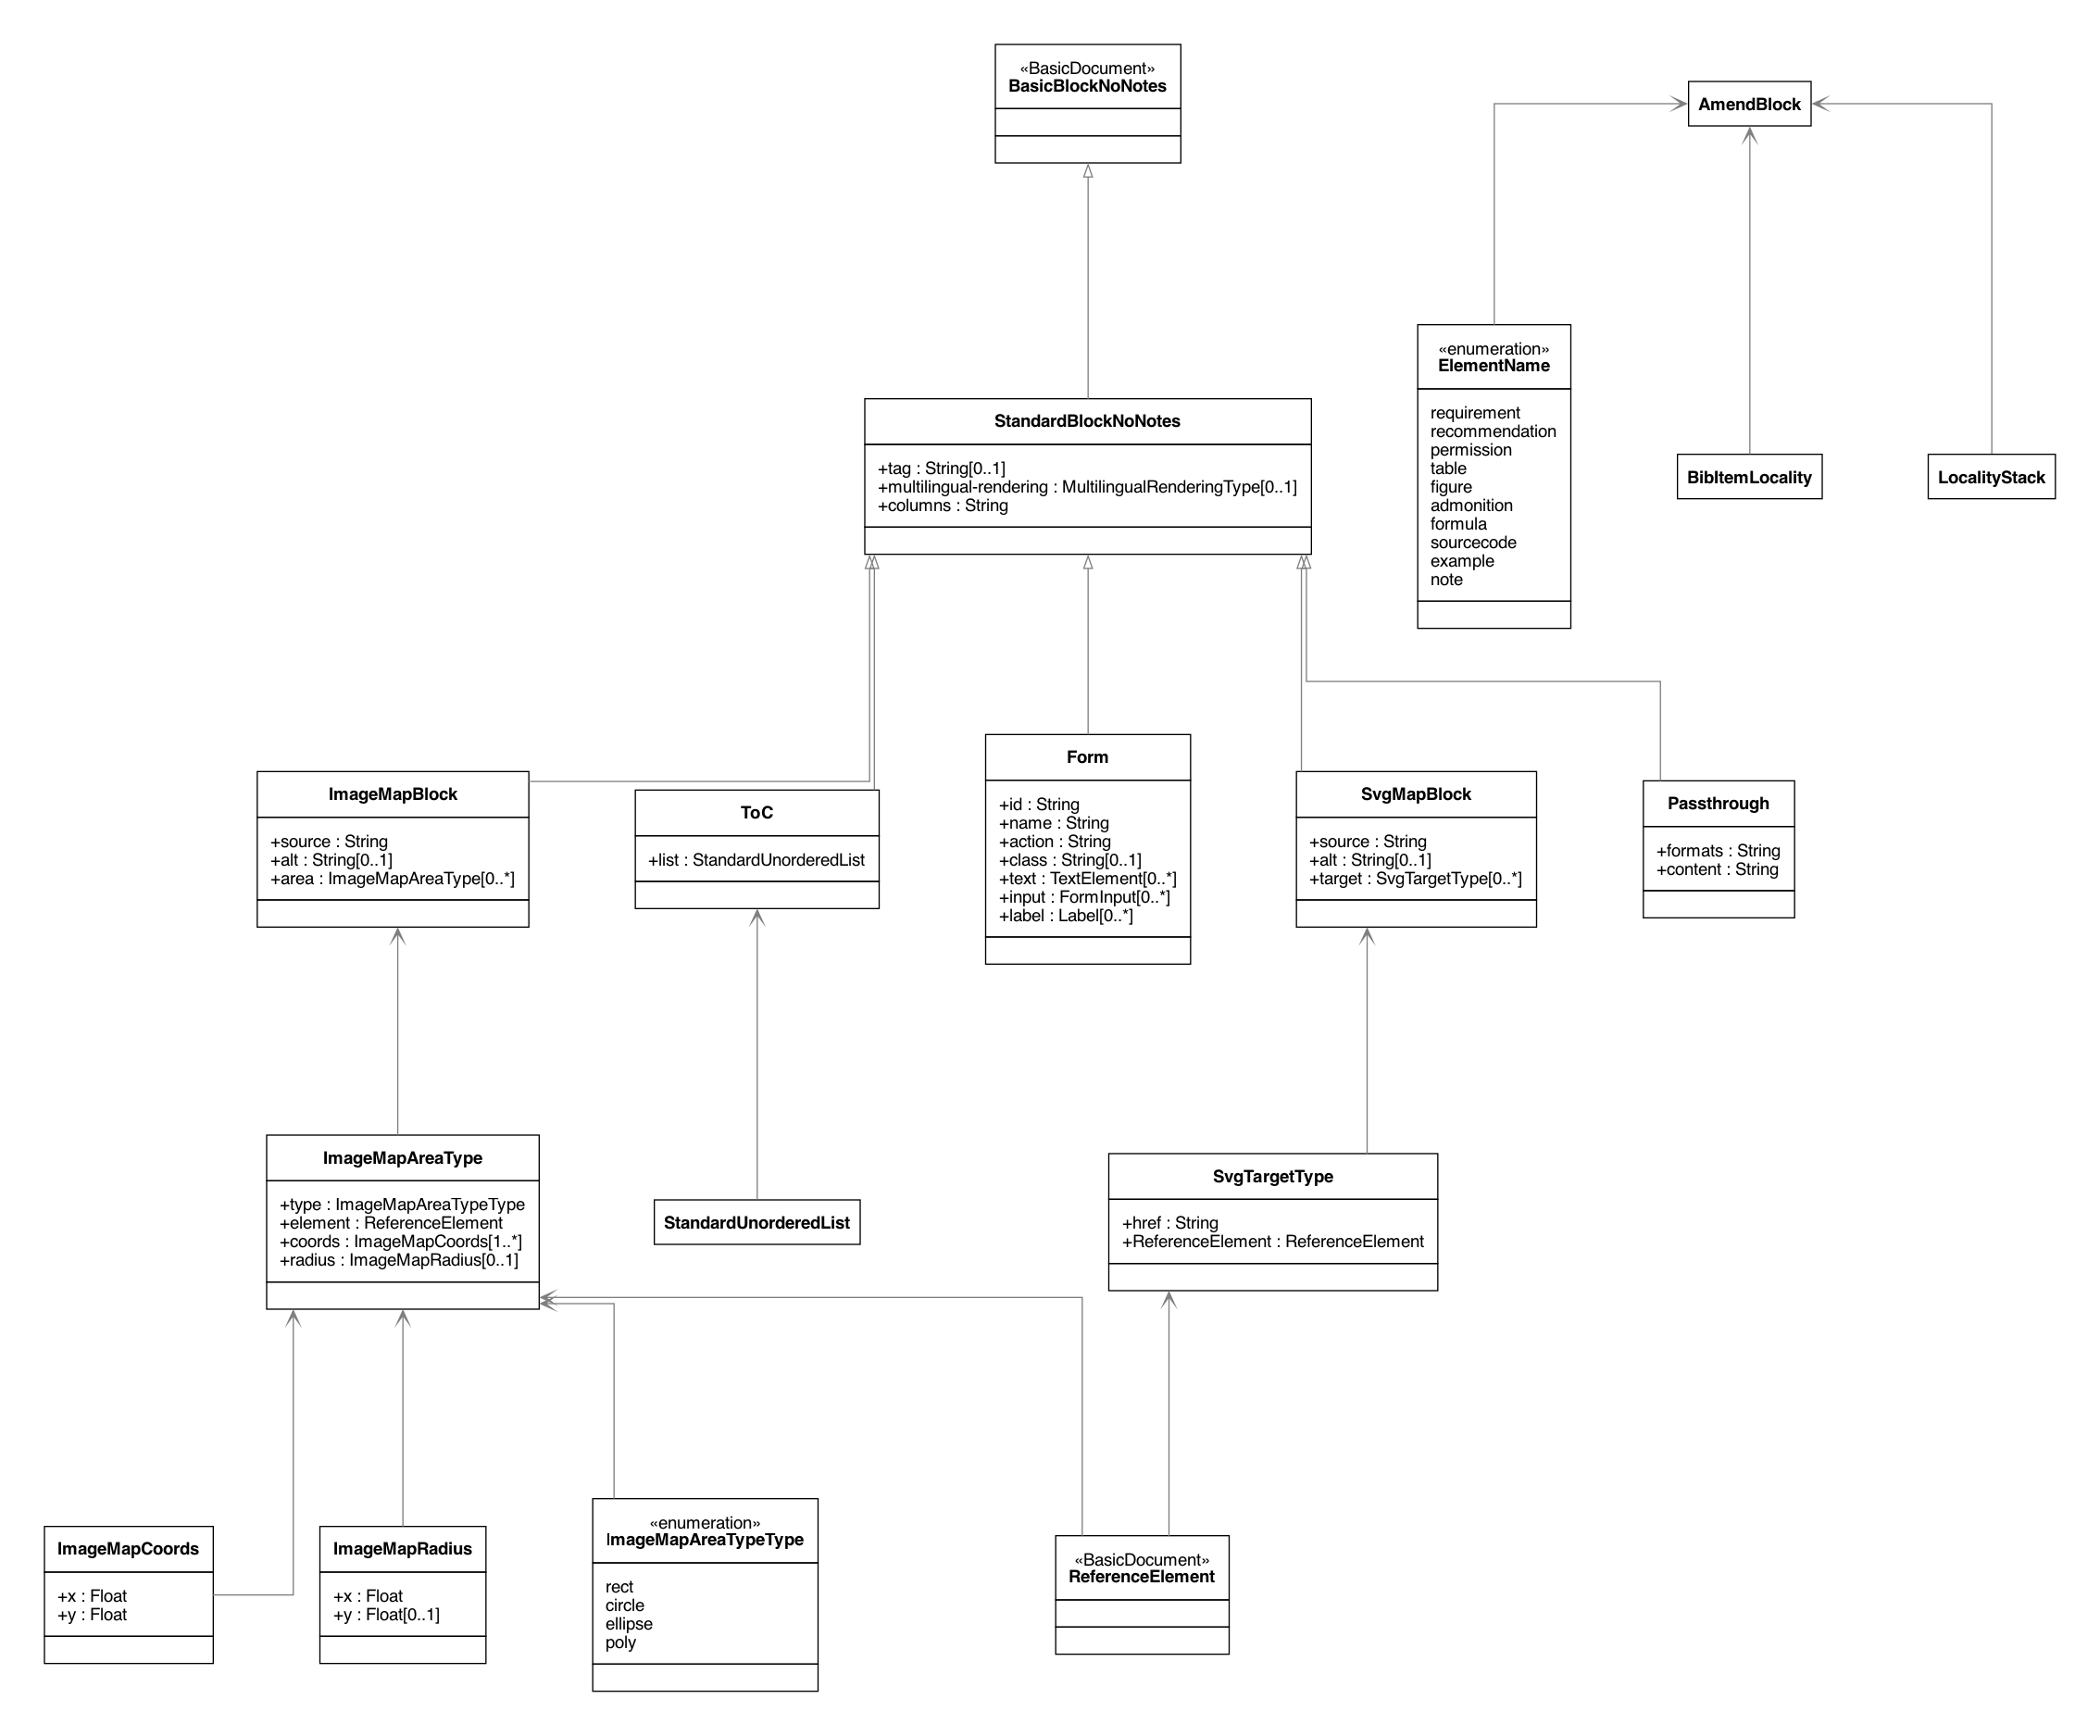 «BasicDocument»
BasicBlockNoNotes
AmendBlock
«enumeration»
ElementName
requirement
recommendation
permission
table
figure
admonition
formula
sourcecode
example
note
BibItemLocality
LocalityStack
StandardBlockNoNotes
+tag : String[0..1]
+multilingual-rendering : MultilingualRenderingType[0..1]
+columns : String
ImageMapBlock
+source : String
+alt : String[0..1]
+area : ImageMapAreaType[0..*]
ToC
+list : StandardUnorderedList
Form
+id : String
+name : String
+action : String
+class : String[0..1]
+text : TextElement[0..*]
+input : FormInput[0..*]
+label : Label[0..*]
SvgMapBlock
+source : String
+alt : String[0..1]
+target : SvgTargetType[0..*]
Passthrough
+formats : String
+content : String
ImageMapAreaType
+type : ImageMapAreaTypeType
+element : ReferenceElement
+coords : ImageMapCoords[1..*]
+radius : ImageMapRadius[0..1]
StandardUnorderedList
SvgTargetType
+href : String
+ReferenceElement : ReferenceElement
ImageMapCoords
+x : Float
+y : Float
ImageMapRadius
+x : Float
+y : Float[0..1]
«enumeration»
ImageMapAreaTypeType
rect
circle
ellipse
poly
«BasicDocument»
ReferenceElement